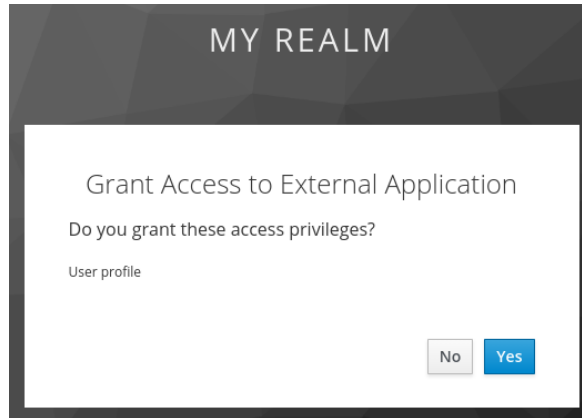 MY REALM
Grant Access to External Application
Do you grant these access privileges?
User profile
No Yes